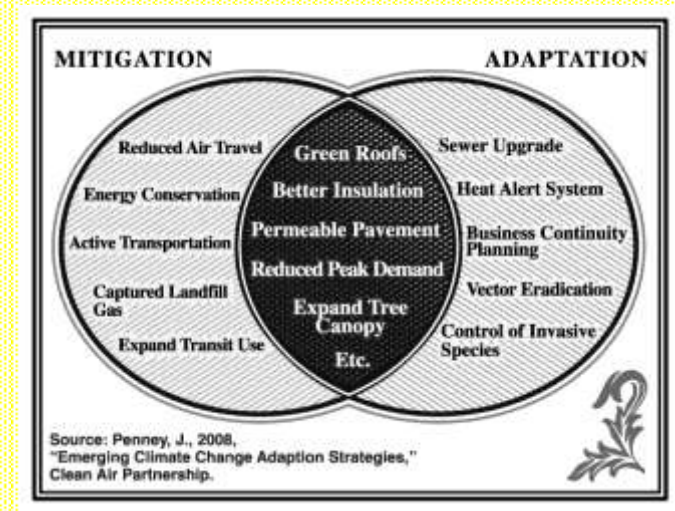 MITIGATION
ADAPTATION
Reduced Air Travel
Energy Conservation
Active Transportation
Captured Landfill
Gas
Expand Transit Use
Green Roofs
Better Insulation
Permeable Pavement
Reduced Peak Demand
Expand Tree
Canopy
Etc.
Sewer Upgrade
Heat Alert System
Business Continuity
Planning
Vector Eradication
Control of Invasive
Species
Source: Penney, J., 2008,
“Emerging Climate Change Adaption Strategies,”
Clean Air Partnership.